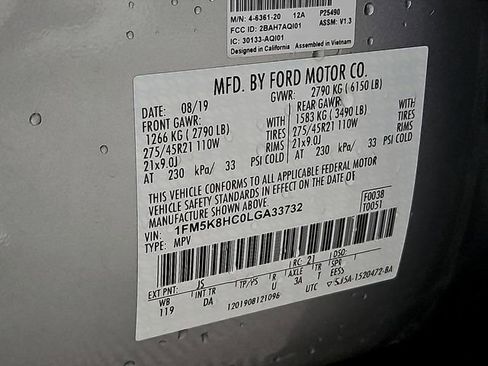 M/N: 4-6361-20 12A P25490
FCC ID: 2BAH7AQI01 ASSM: V1.3
IC: 30133-AQI01
Designed in California Assembled in Vietnam
MFD. BY FORD MOTOR CO.
DATE: 08/19 GVWR: 2790 KG ( 6150 LB)
FRONT GAWR: REAR GAWR:
1266 KG ( 2790 LB) WITH 1583 KG ( 3490 LB) WITH
275/45R21 110W TIRES 275/45R21 110W TIRES
21x9.0J RIMS 21x9.0J RIMS
AT 230 kPa/ 33 PSI COLD AT 230 kPa/ 33 PSI COLD
THIS VEHICLE CONFORMS TO ALL APPLICABLE FEDERAL MOTOR
VEHICLE SAFETY STANDARDS IN EFFECT ON THE DATE OF
MANUFACTURE SHOWN ABOVE.
VIN: 1FM5K8HC0LGA33732 F0038
TYPE: MPV T0051
EXT PNT: JS RC: 21 DSO:
WB INT TR TP/PS R AXLE TR SPR
119 DA U 3A T EESS
1201908121096 UTC